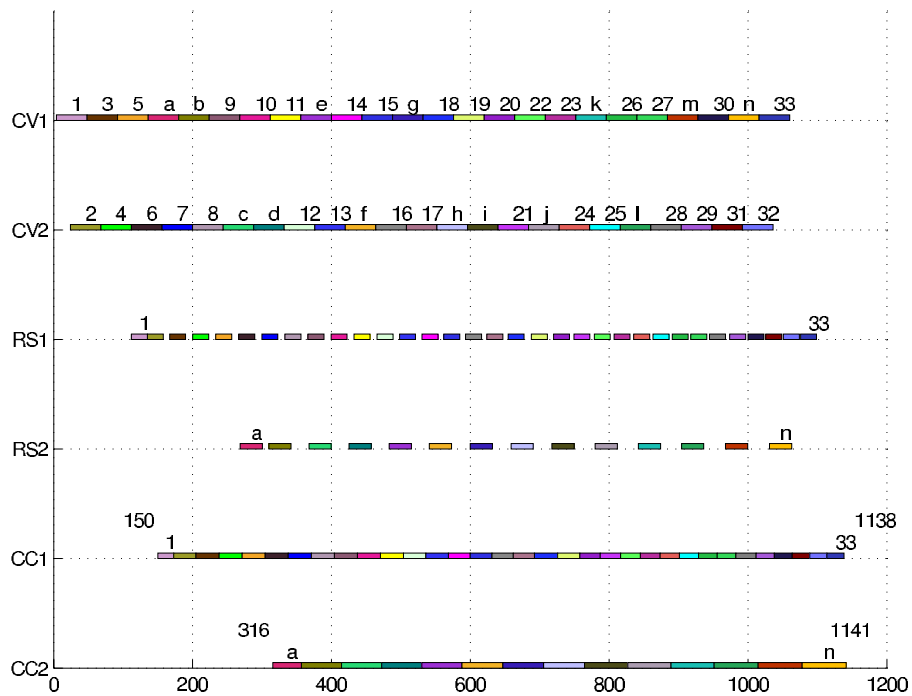 1 3 5 a b 9 10 11 e 14 15 g 18 19 20 22 23 k 26 27 m 30 n 33
CV1
2 4 6 7 8 c d 12 13 f 16 17 h i 21 j 24 25 l 28 29 31 32
CV2
1 33
RS1
a n
RS2
150 1138
1 33
CC1
316 1141
a n
CC2
0 200 400 600 800 1000 1200